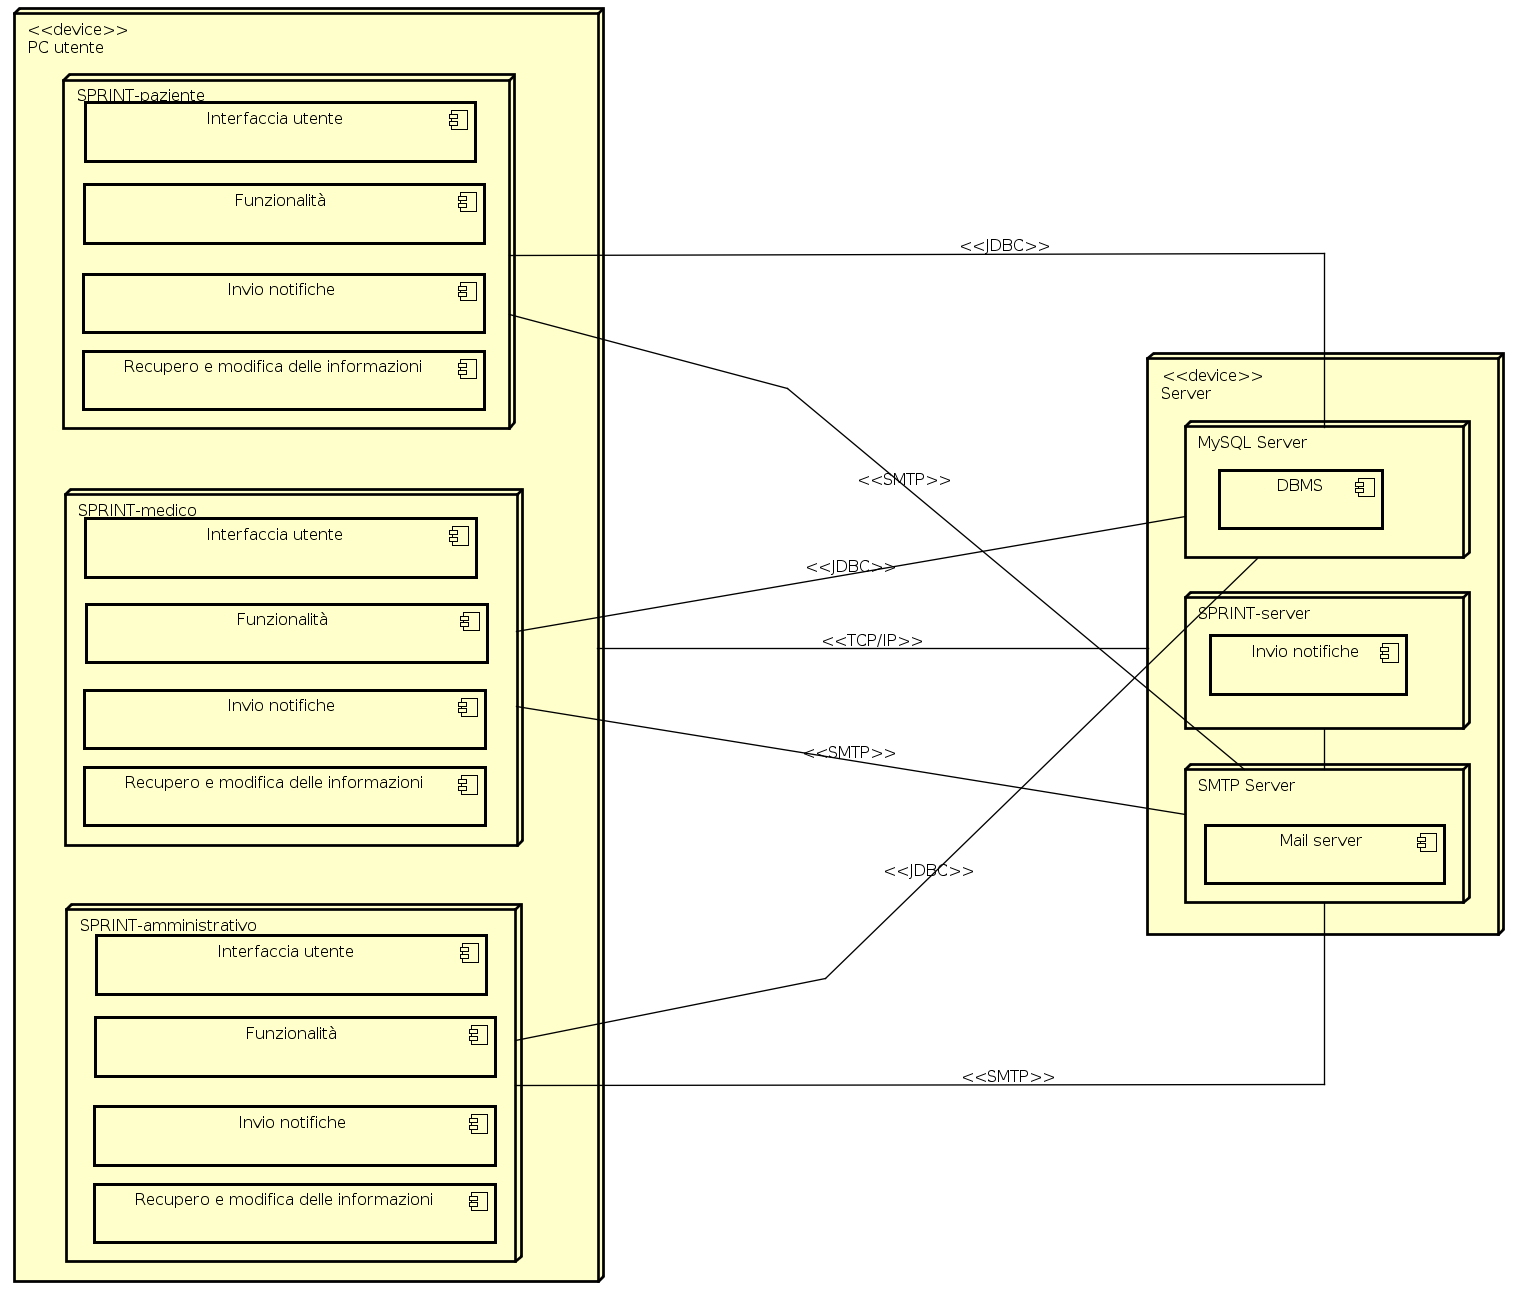 <<device>>
PC utente
SPRINT-paziente
Interfaccia utente
Funzionalità
Invio notifiche
Recupero e modifica delle informazioni
SPRINT-medico
Interfaccia utente
Funzionalità
Invio notifiche
Recupero e modifica delle informazioni
SPRINT-amministrativo
Interfaccia utente
Funzionalità
Invio notifiche
Recupero e modifica delle informazioni
<<JDBC>>
<<SMTP>>
<<JDBC>>
<<TCP/IP>>
<<SMTP>>
<<JDBC>>
<<SMTP>>
<<device>>
Server
MySQL Server
DBMS
SPRINT-server
Invio notifiche
SMTP Server
Mail server